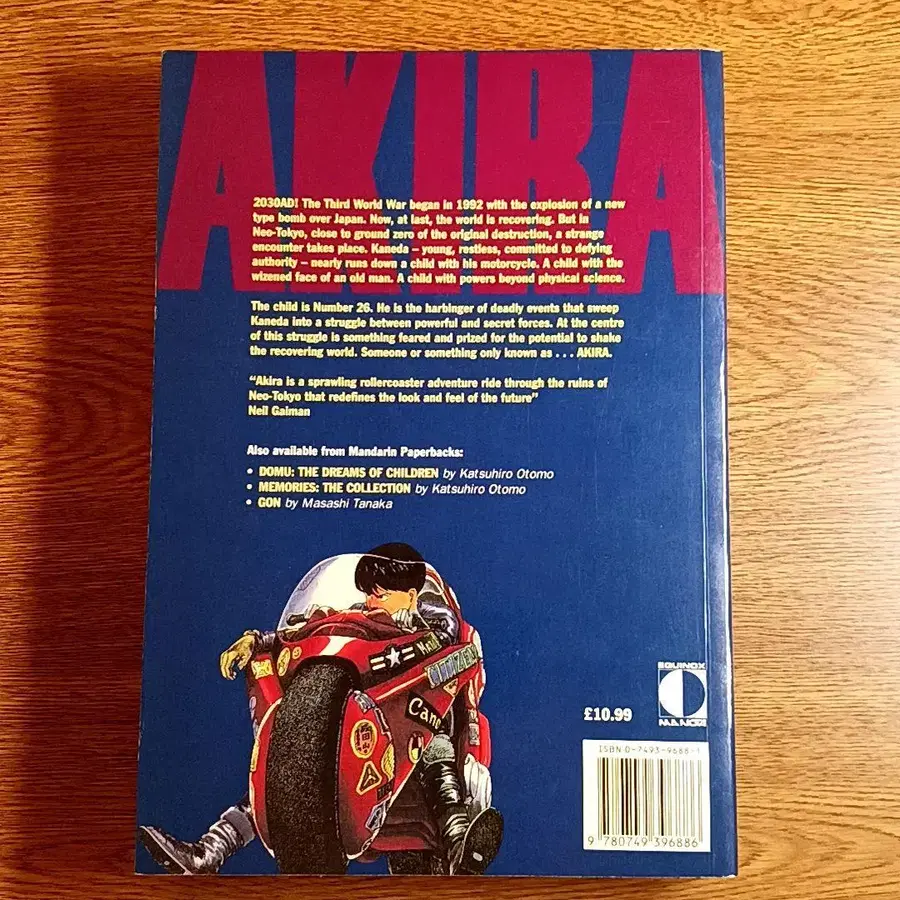 AKIRA
2030AD! The Third World War began in 1992 with the explosion of a new
type bomb over Japan. Now, at last, the world is recovering. But in
Neo-Tokyo, close to ground zero of the original destruction, a strange
encounter takes place. Kaneda – young, restless, committed to defying
authority – nearly runs down a child with his motorcycle. A child with the
wizened face of an old man. A child with powers beyond physical science.
The child is Number 26. He is the harbinger of deadly events that sweep
Kaneda into a struggle between powerful and secret forces. At the centre
of this struggle is something feared and prized for the potential to shake
the recovering world. Someone or something only known as . . . AKIRA.
“Akira is a sprawling rollercoaster adventure ride through the ruins of
Neo-Tokyo that redefines the look and feel of the future”
Neil Gaiman
Also available from Mandarin Paperbacks:
• DOMU: THE DREAMS OF CHILDREN by Katsuhiro Otomo
• MEMORIES: THE COLLECTION by Katsuhiro Otomo
• GON by Masashi Tanaka
CITIZEN
EQUINOX
MANGA
£10.99
ISBN 0-7493-9688-
9 780749 396886